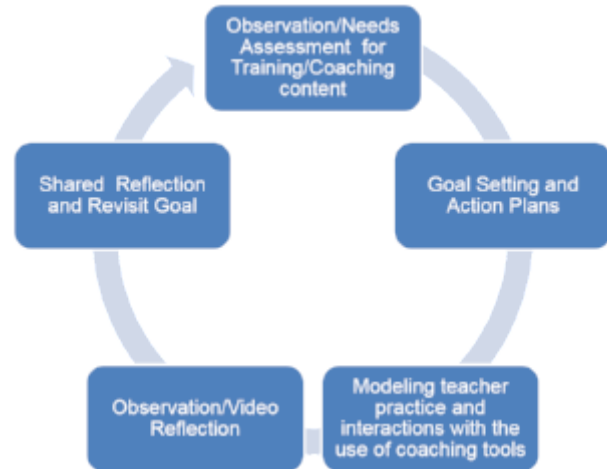 Observation/Needs
Assessment for
Training/Coaching
content
Goal Setting and
Action Plans
Modeling teacher
practice and
interactions with the
use of coaching tools
Observation/Video
Reflection
Shared Reflection
and Revisit Goal